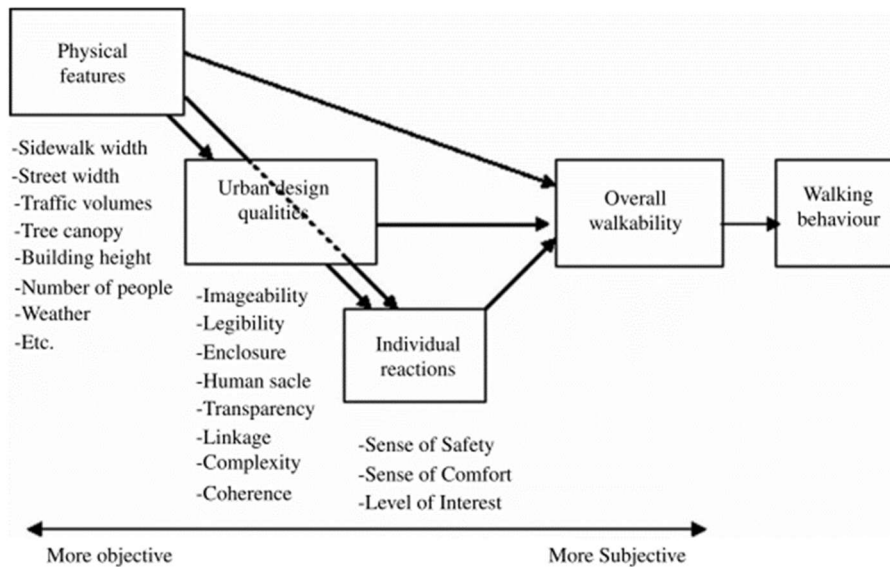 Physical
features
-Sidewalk width
-Street width
-Traffic volumes
-Tree canopy
-Building height
-Number of people
-Weather
-Etc.
Urban design
qualities
-Imageability
-Legibility
-Enclosure
-Human sacle
-Transparency
-Linkage
-Complexity
-Coherence
Individual
reactions
-Sense of Safety
-Sense of Comfort
-Level of Interest
Overall
walkability
Walking
behaviour
More objective
More Subjective